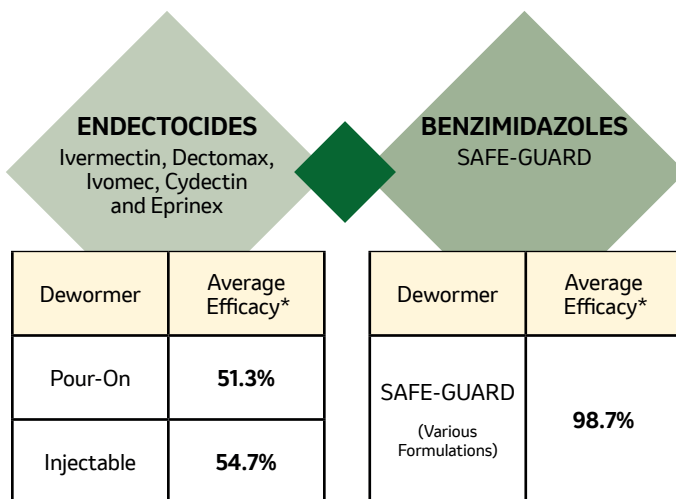 ENDECTOCIDES
Ivermectin, Dectomax,
Ivomec, Cydectin
and Eprinex
Dewormer
Average
Efficacy*
Pour-On
51.3%
Injectable
54.7%
BENZIMIDAZOLES
SAFE-GUARD
Dewormer
Average
Efficacy*
SAFE-GUARD
(Various
Formulations)
98.7%